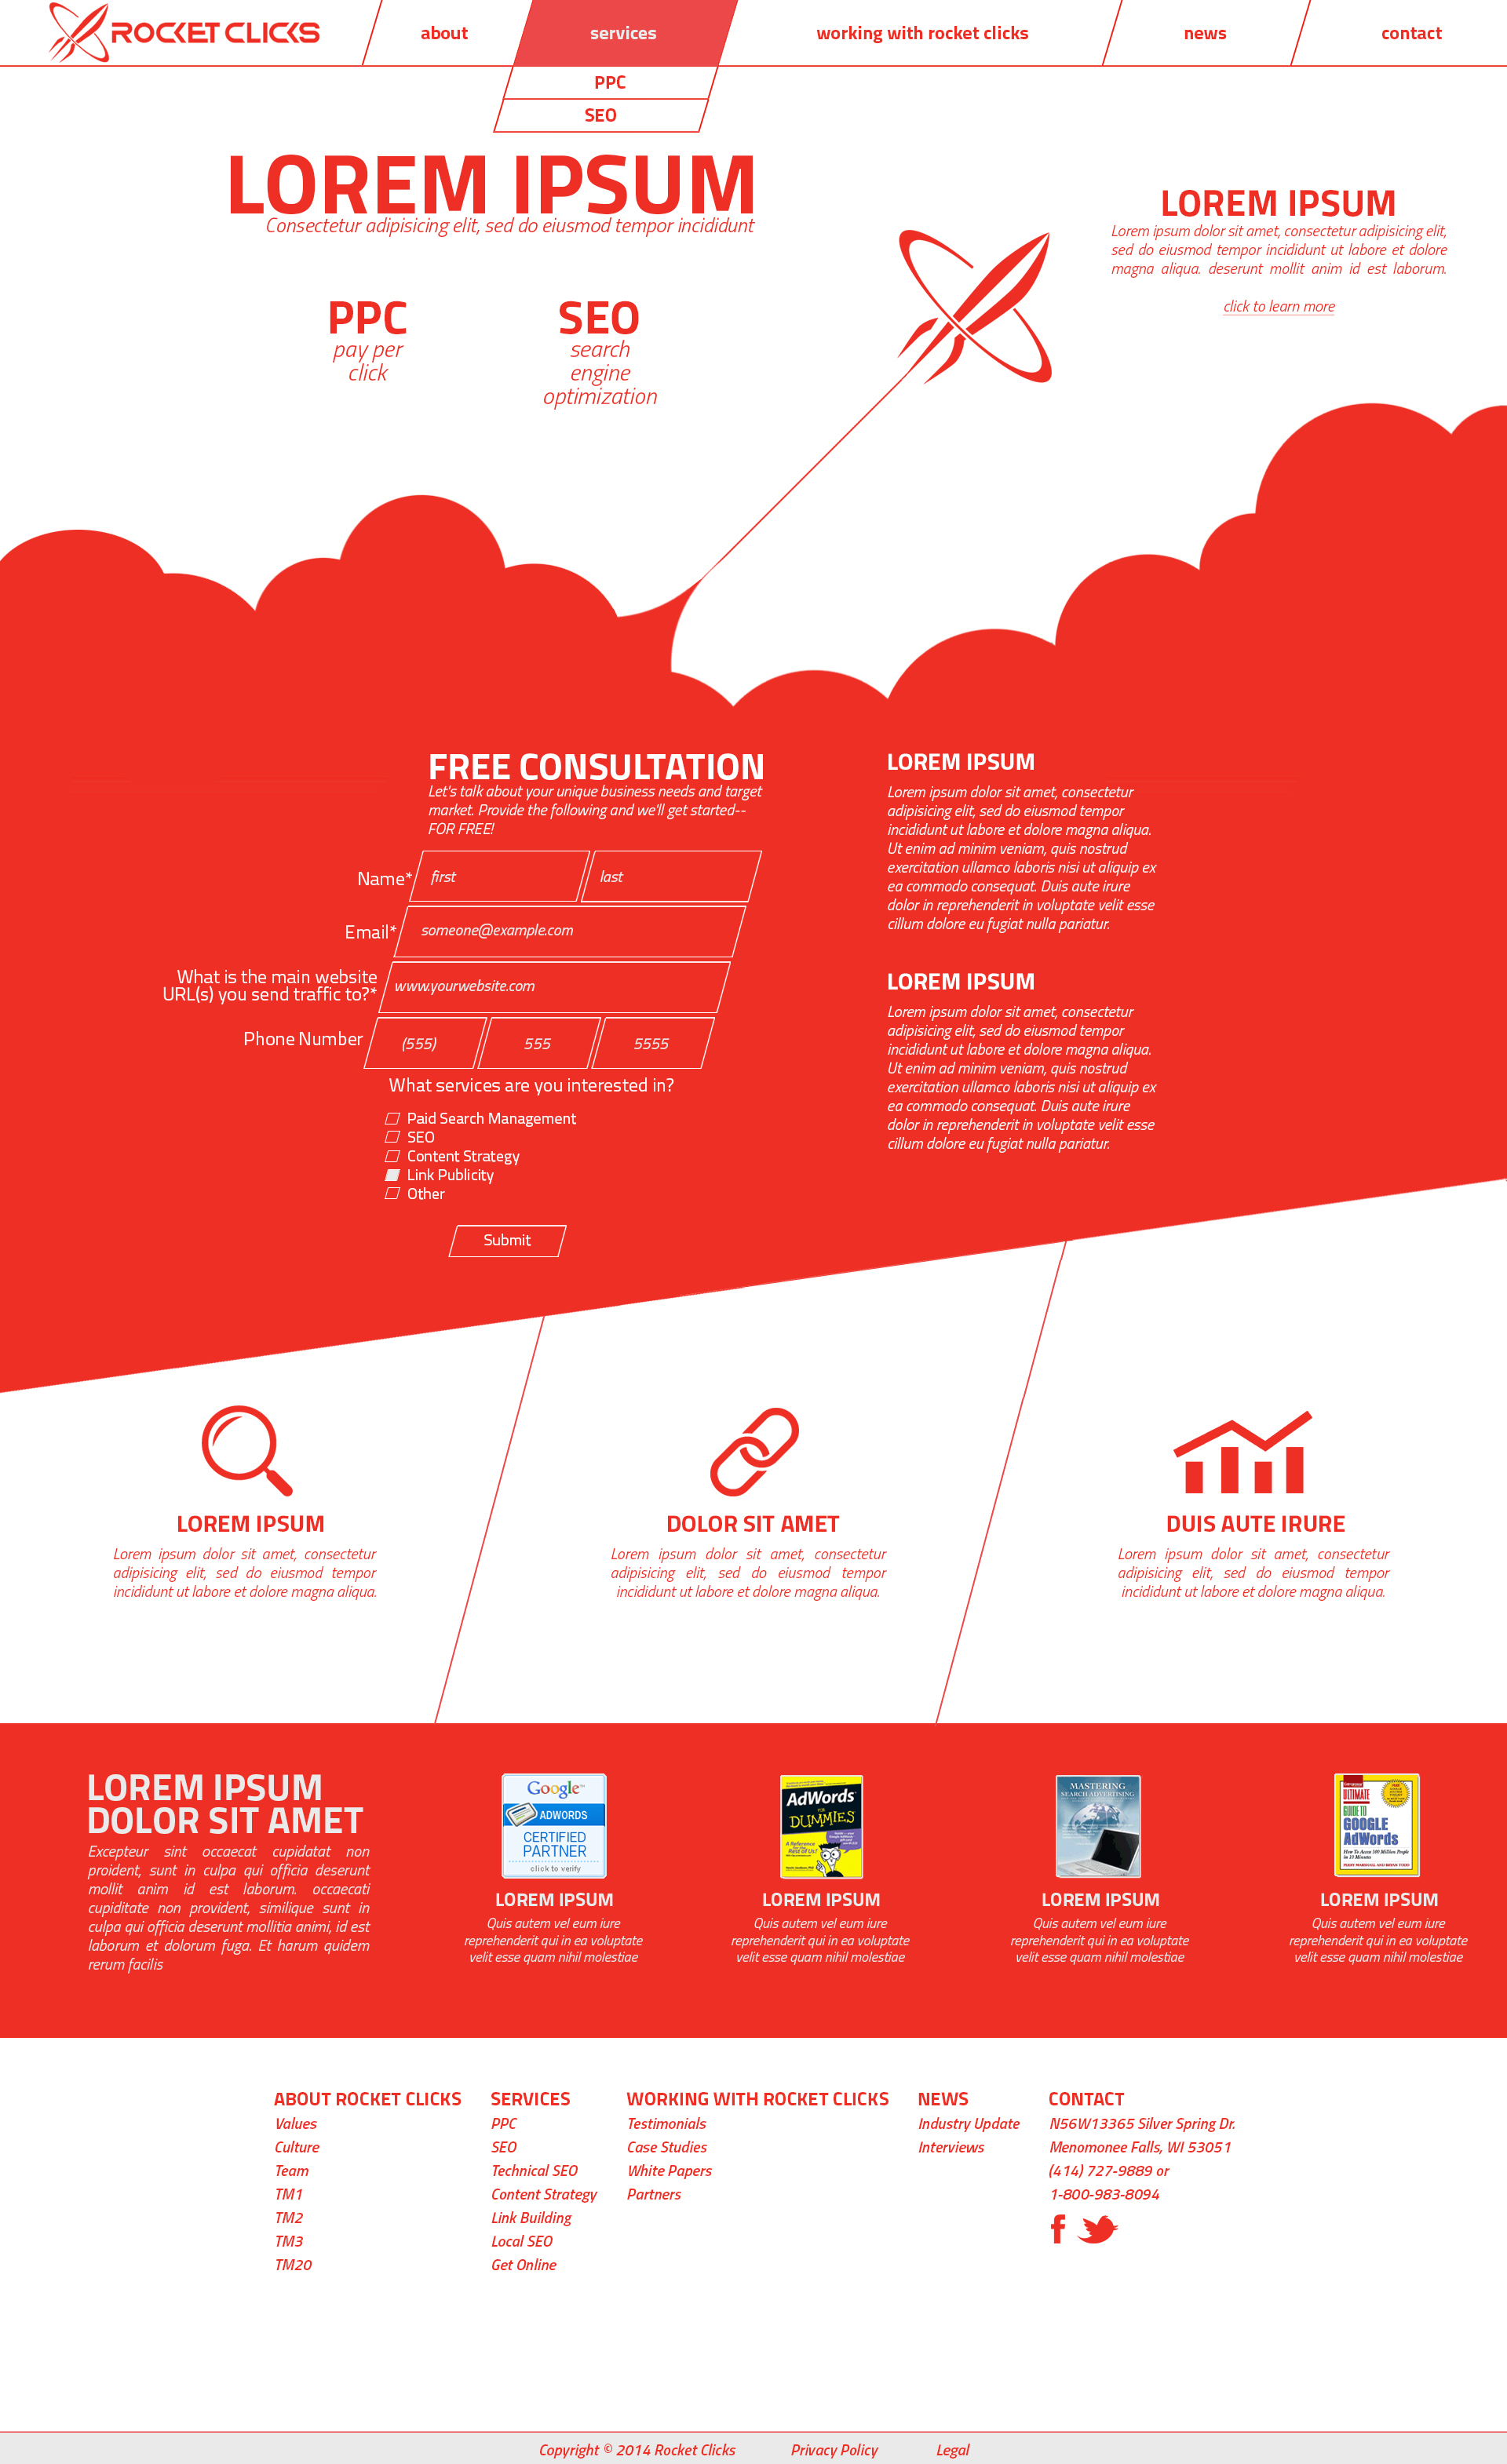 ROCKET CLICKS
about
services
working with rocket clicks
news
contact
PPC
SEO
LOREM IPSUM
Consectetur adipisicing elit, sed do eiusmod tempor incididunt
PPC
pay per
click
SEO
search
engine
optimization
LOREM IPSUM
Lorem ipsum dolor sit amet, consectetur adipisicing elit,
sed do eiusmod tempor incididunt ut labore et dolore
magna aliqua. deserunt mollit anim id est laborum.
click to learn more
FREE CONSULTATION
Let's talk about your unique business needs and target
market. Provide the following and we'll get started--
FOR FREE!
Name*
first
last
Email*
someone@example.com
What is the main website
URL(s) you send traffic to?*
www.yourwebsite.com
Phone Number
(555)
555
5555
What services are you interested in?
Paid Search Management
SEO
Content Strategy
Link Publicity
Other
Submit
LOREM IPSUM
Lorem ipsum dolor sit amet, consectetur
adipisicing elit, sed do eiusmod tempor
incididunt ut labore et dolore magna aliqua.
Ut enim ad minim veniam, quis nostrud
exercitation ullamco laboris nisi ut aliquip ex
ea commodo consequat. Duis aute irure
dolor in reprehenderit in voluptate velit esse
cillum dolore eu fugiat nulla pariatur.
LOREM IPSUM
Lorem ipsum dolor sit amet, consectetur
adipisicing elit, sed do eiusmod tempor
incididunt ut labore et dolore magna aliqua.
Ut enim ad minim veniam, quis nostrud
exercitation ullamco laboris nisi ut aliquip ex
ea commodo consequat. Duis aute irure
dolor in reprehenderit in voluptate velit esse
cillum dolore eu fugiat nulla pariatur.
LOREM IPSUM
Lorem ipsum dolor sit amet, consectetur
adipisicing elit, sed do eiusmod tempor
incididunt ut labore et dolore magna aliqua.
DOLOR SIT AMET
Lorem ipsum dolor sit amet, consectetur
adipisicing elit, sed do eiusmod tempor
incididunt ut labore et dolore magna aliqua.
DUIS AUTE IRURE
Lorem ipsum dolor sit amet, consectetur
adipisicing elit, sed do eiusmod tempor
incididunt ut labore et dolore magna aliqua.
LOREM IPSUM
DOLOR SIT AMET
Excepteur sint occaecat cupidatat non
proident, sunt in culpa qui officia deserunt
mollit anim id est laborum. occaecati
cupiditate non provident, similique sunt in
culpa qui officia deserunt mollitia animi, id est
laborum et dolorum fuga. Et harum quidem
rerum facilis
Google™
ADWORDS
CERTIFIED
PARTNER
click to verify
LOREM IPSUM
Quis autem vel eum iure
reprehenderit qui in ea voluptate
velit esse quam nihil molestiae
AdWords
FOR
DUMMIES
A Reference
Rest of Us!
LOREM IPSUM
Quis autem vel eum iure
reprehenderit qui in ea voluptate
velit esse quam nihil molestiae
MASTERING
SEARCH ADVERTISING
LOREM IPSUM
Quis autem vel eum iure
reprehenderit qui in ea voluptate
velit esse quam nihil molestiae
ULTIMATE
GUIDE TO
GOOGLE
AdWords
How To Access 100 Million People
in 10 Minutes
PERRY MARSHALL AND BRYAN TODD
LOREM IPSUM
Quis autem vel eum iure
reprehenderit qui in ea voluptate
velit esse quam nihil molestiae
ABOUT ROCKET CLICKS
Values
Culture
Team
TM1
TM2
TM3
TM20
SERVICES
PPC
SEO
Technical SEO
Content Strategy
Link Building
Local SEO
Get Online
WORKING WITH ROCKET CLICKS
Testimonials
Case Studies
White Papers
Partners
NEWS
Industry Update
Interviews
CONTACT
N56W13365 Silver Spring Dr.
Menomonee Falls, WI 53051
(414) 727-9889 or
1-800-983-8094
Copyright © 2014 Rocket Clicks
Privacy Policy
Legal